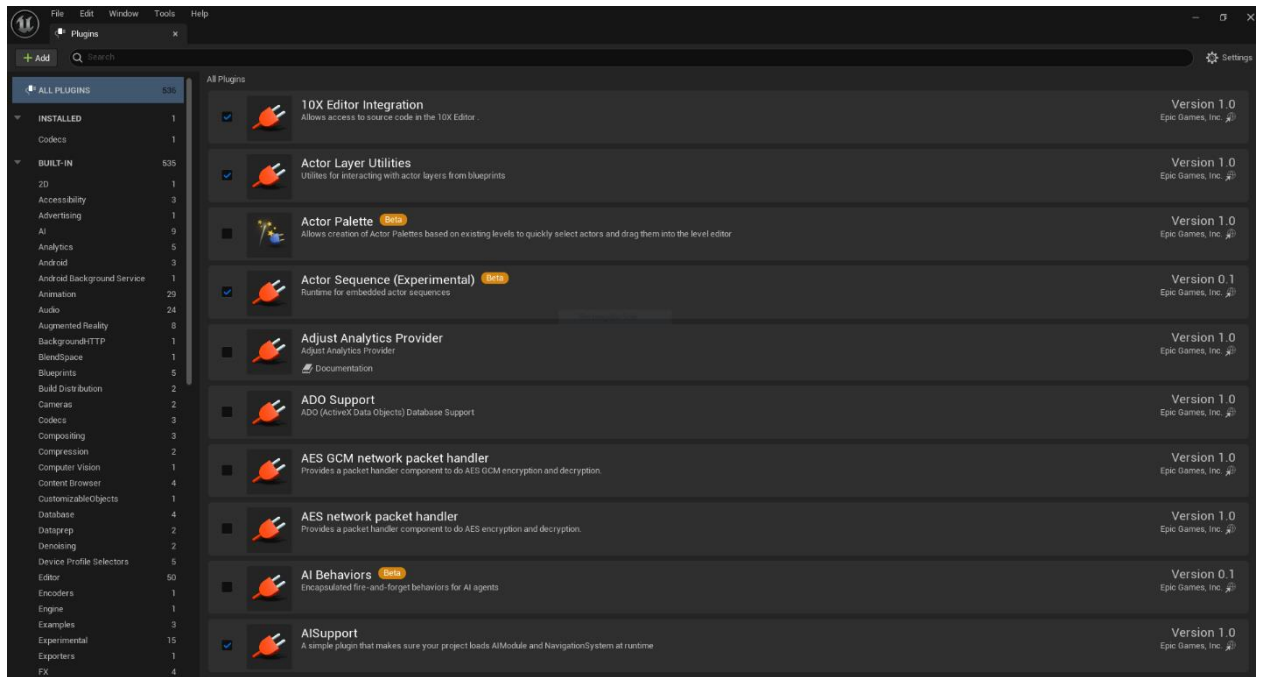 File Edit Window Tools Help
Plugins
Add Search Settings
ALL PLUGINS 536
INSTALLED 1
Codecs 1
BUILT-IN 535
2D 1
Accessibility 3
Advertising 1
AI 9
Analytics 5
Android 3
Android Background Service 1
Animation 29
Audio 24
Augmented Reality 8
BackgroundHTTP 1
BlendSpace 1
Blueprints 5
Build Distribution 2
Cameras 2
Codecs 3
Compositing 3
Compression 2
Computer Vision 1
Content Browser 4
CustomizableObjects 1
Database 4
Dataprep 2
Denoising 2
Device Profile Selectors 5
Editor 50
Encoders 1
Engine 1
Examples 3
Experimental 15
Exporters 1
FX 4
All Plugins
10X Editor Integration Version 1.0
Allows access to source code in the 10X Editor . Epic Games, Inc.
Actor Layer Utilities Version 1.0
Utilites for interacting with actor layers from blueprints Epic Games, Inc.
Actor Palette Beta Version 1.0
Allows creation of Actor Palettes based on existing levels to quickly select actors and drag them into the level editor Epic Games, Inc.
Actor Sequence (Experimental) Beta Version 0.1
Runtime for embedded actor sequences Epic Games, Inc.
Adjust Analytics Provider Version 1.0
Adjust Analytics Provider Epic Games, Inc.
Documentation
ADO Support Version 1.0
ADO (ActiveX Data Objects) Database Support Epic Games, Inc.
AES GCM network packet handler Version 1.0
Provides a packet handler component to do AES GCM encryption and decryption. Epic Games, Inc.
AES network packet handler Version 1.0
Provides a packet handler component to do AES encryption and decryption. Epic Games, Inc.
AI Behaviors Beta Version 0.1
Encapsulated fire-and-forget behaviors for AI agents Epic Games, Inc.
AISupport Version 1.0
A simple plugin that makes sure your project loads AIModule and NavigationSystem at runtime Epic Games, Inc.